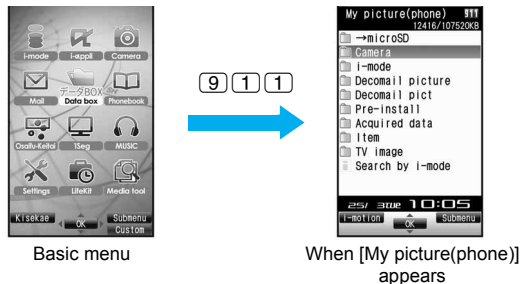 i-mode
i-αppli
Camera
データBOX
Mail
Data box
Phonebook
Osaifu-Keitai
1Seg
MUSIC
Settings
LifeKit
Media tool
Kisekae
OK
Submenu
Custom
Basic menu
9 1 1
My picture(phone)
12416/107520KB
→microSD
Camera
i-mode
Decomail picture
Decomail pict
Pre-install
Acquired data
Item
TV image
Search by i-mode
25/ 3TUE 10:05
i-motion
OK
Submenu
When [My picture(phone)]
appears